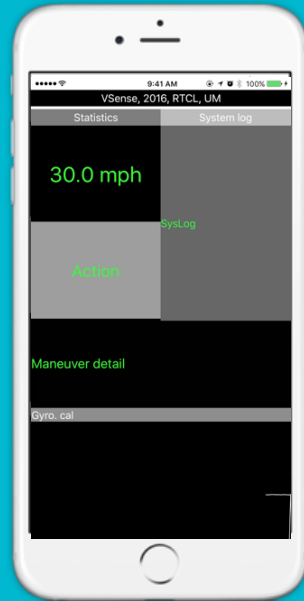 9:41 AM 100%
VSense, 2016, RTCL, UM
Statistics System log
30.0 mph
SysLog
Action
Maneuver detail
Gyro. cal